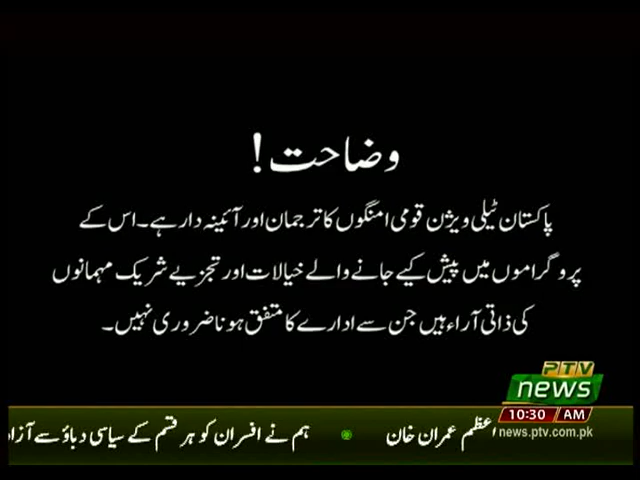 وضاحت!
پاکستان ٹیلی ویژن قومی امنگوں کا ترجمان اور آئینہ دار ہے۔ اس کے
پروگراموں میں پیش کیے جانے والے خیالات اور تجزیے شریک مہمانوں
کی ذاتی آراء ہیں جن سے ادارے کا متفق ہونا ضروری نہیں۔
PTV
news
10:30 AM
news.ptv.com.pk
عظم عمران خان ہم نے افسران کو ہر قسم کے سیاسی دباؤ سے آزا